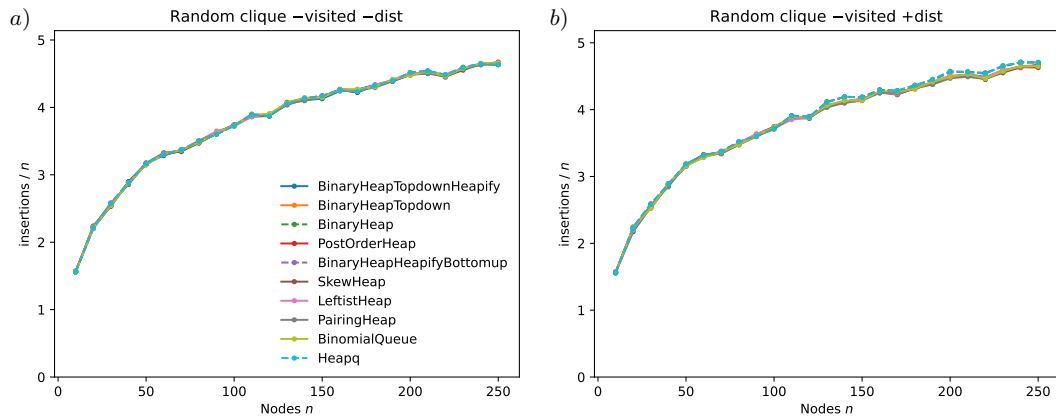 a)
Random clique −visited −dist
5
4
3
2
1
0
insertions / n
0 50 100 150 200 250
Nodes n
BinaryHeapTopdownHeapify
BinaryHeapTopdown
BinaryHeap
PostOrderHeap
BinaryHeapHeapifyBottomup
SkewHeap
LeftistHeap
PairingHeap
BinomialQueue
Heapq
b)
Random clique −visited +dist
5
4
3
2
1
0
insertions / n
0 50 100 150 200 250
Nodes n